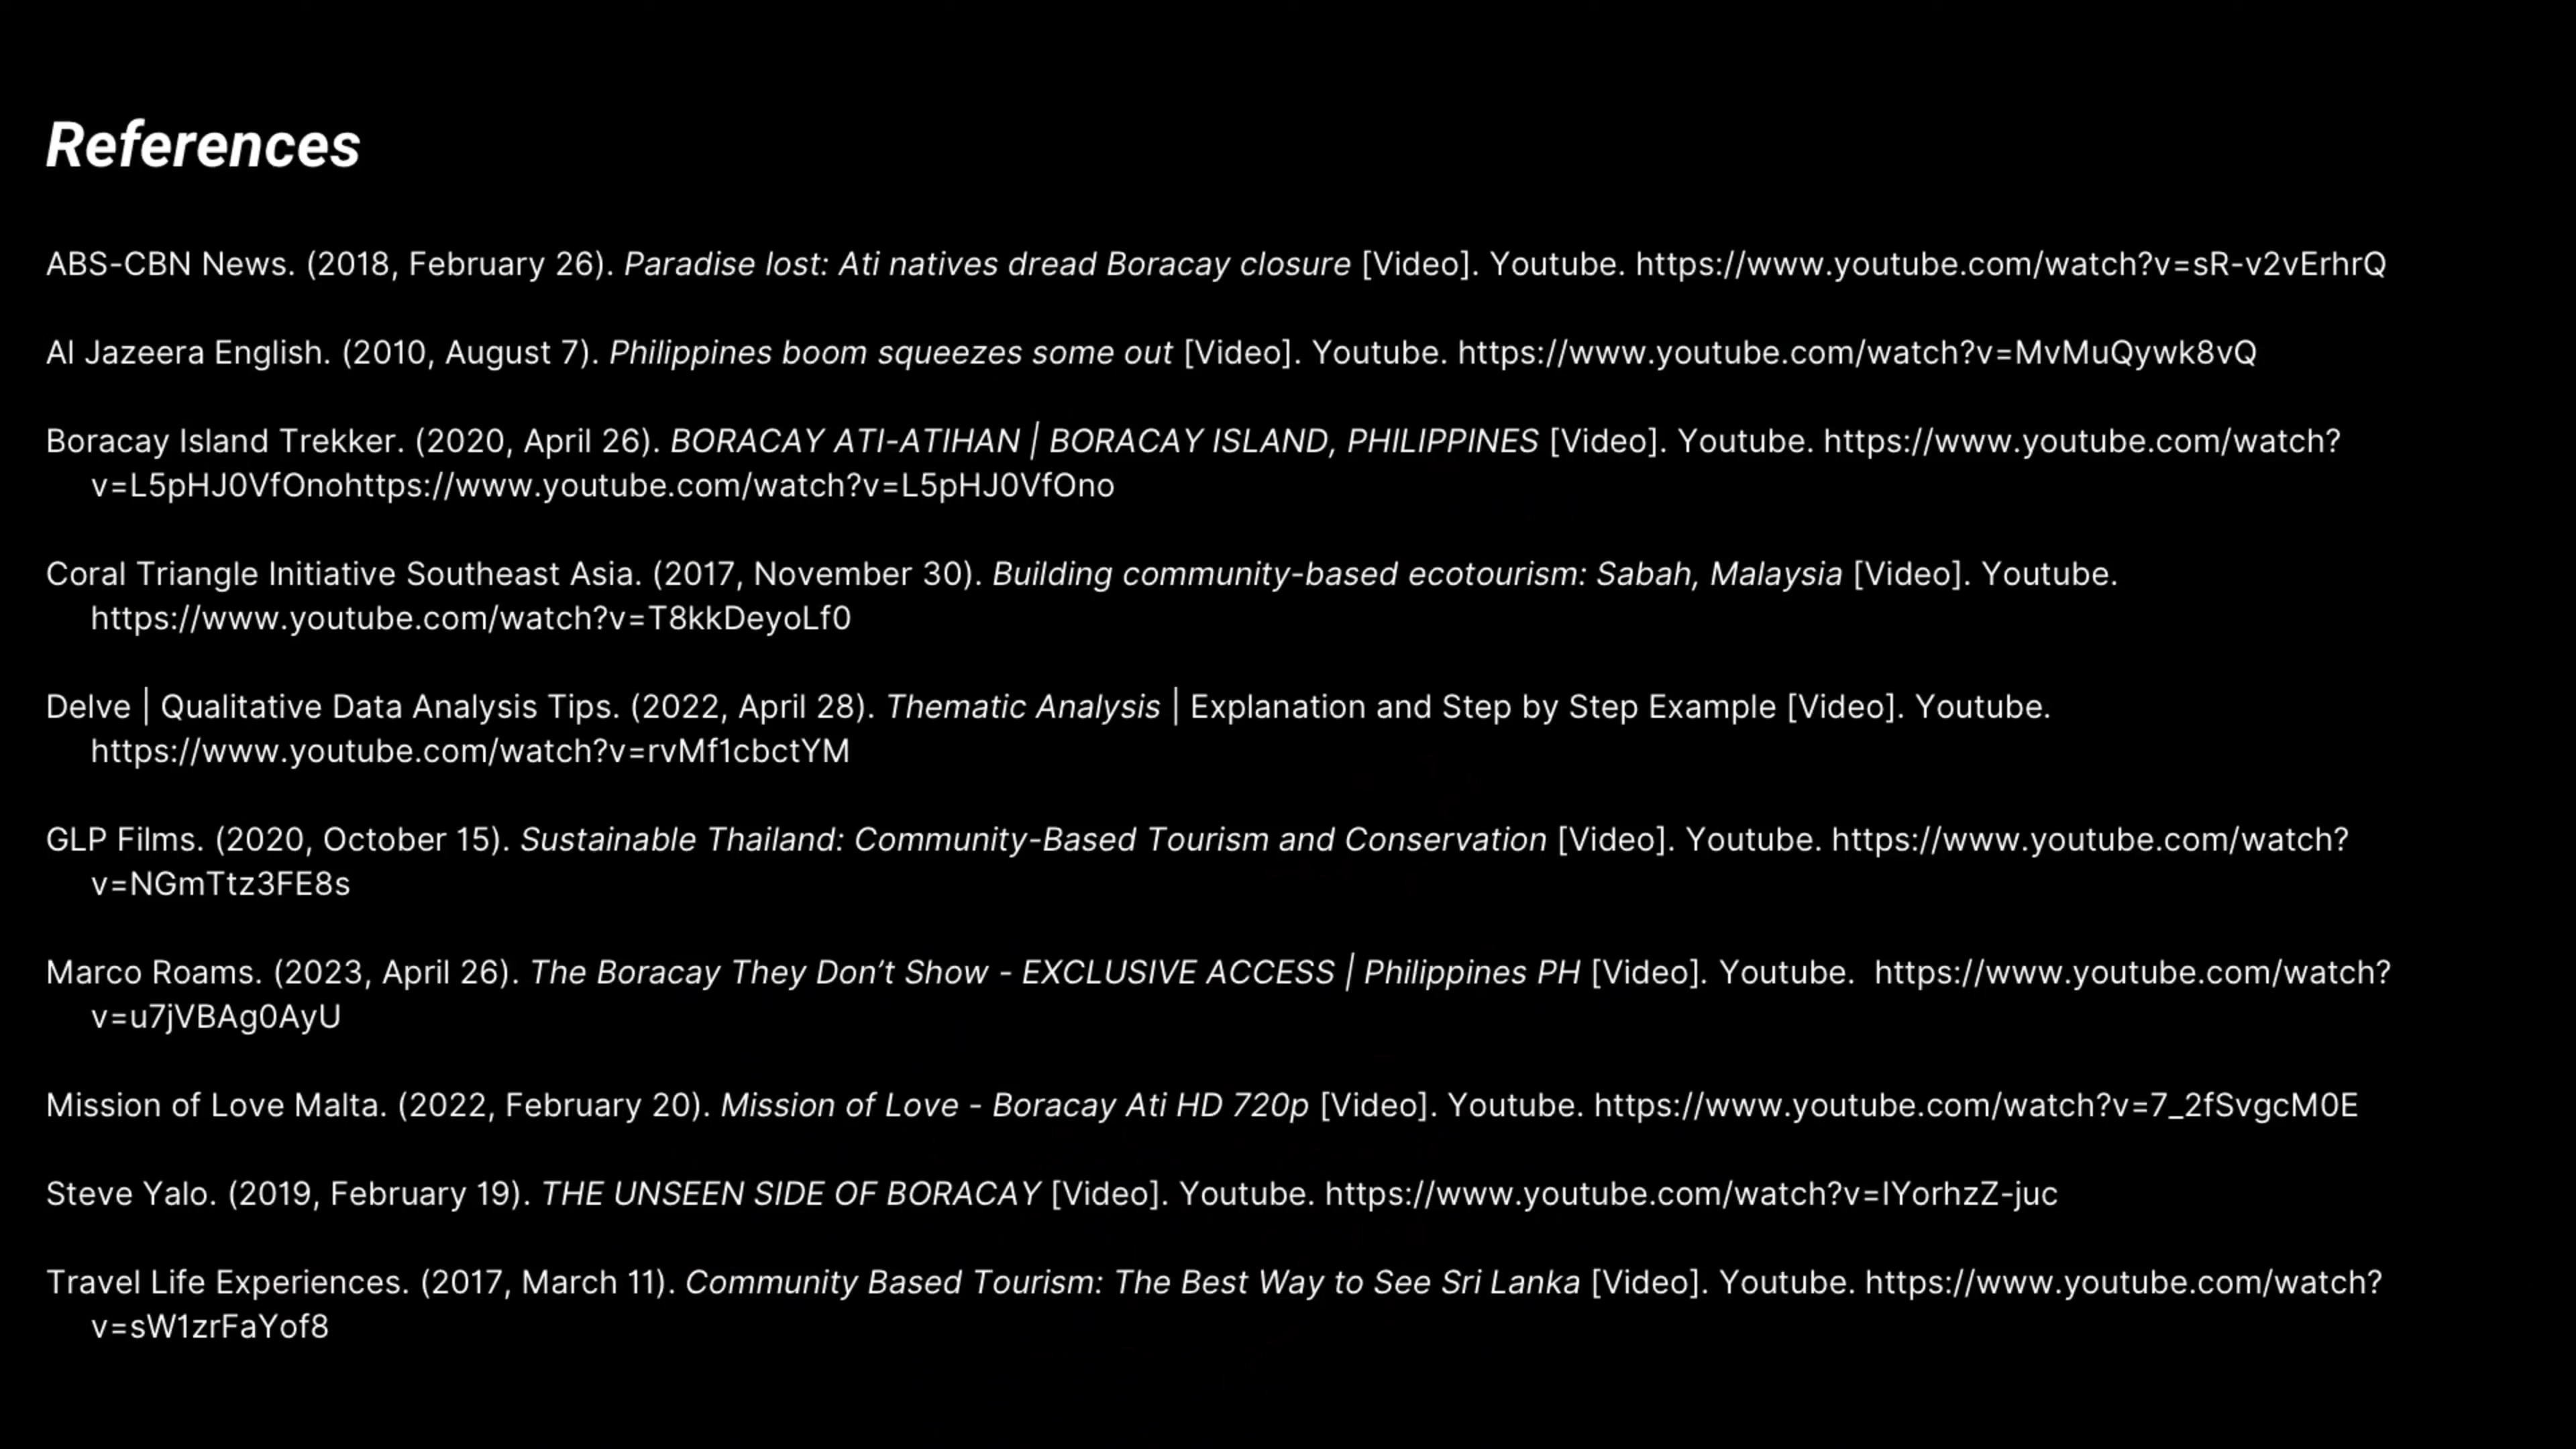 References
ABS-CBN News. (2018, February 26). Paradise lost: Ati natives dread Boracay closure [Video]. Youtube. https://www.youtube.com/watch?v=sR-v2vErhrQ
Al Jazeera English. (2010, August 7). Philippines boom squeezes some out [Video]. Youtube. https://www.youtube.com/watch?v=MvMuQywk8vQ
Boracay Island Trekker. (2020, April 26). BORACAY ATI-ATIHAN | BORACAY ISLAND, PHILIPPINES [Video]. Youtube. https://www.youtube.com/watch?
v=L5pHJ0VfOnohttps://www.youtube.com/watch?v=L5pHJ0VfOno
Coral Triangle Initiative Southeast Asia. (2017, November 30). Building community-based ecotourism: Sabah, Malaysia [Video]. Youtube.
https://www.youtube.com/watch?v=T8kkDeyoLf0
Delve | Qualitative Data Analysis Tips. (2022, April 28). Thematic Analysis | Explanation and Step by Step Example [Video]. Youtube.
https://www.youtube.com/watch?v=rvMf1cbctYM
GLP Films. (2020, October 15). Sustainable Thailand: Community-Based Tourism and Conservation [Video]. Youtube. https://www.youtube.com/watch?
v=NGmTtz3FE8s
Marco Roams. (2023, April 26). The Boracay They Don’t Show - EXCLUSIVE ACCESS | Philippines PH [Video]. Youtube.  https://www.youtube.com/watch?
v=u7jVBAg0AyU
Mission of Love Malta. (2022, February 20). Mission of Love - Boracay Ati HD 720p [Video]. Youtube. https://www.youtube.com/watch?v=7_2fSvgcM0E
Steve Yalo. (2019, February 19). THE UNSEEN SIDE OF BORACAY [Video]. Youtube. https://www.youtube.com/watch?v=lYorhzZ-juc
Travel Life Experiences. (2017, March 11). Community Based Tourism: The Best Way to See Sri Lanka [Video]. Youtube. https://www.youtube.com/watch?
v=sW1zrFaYof8